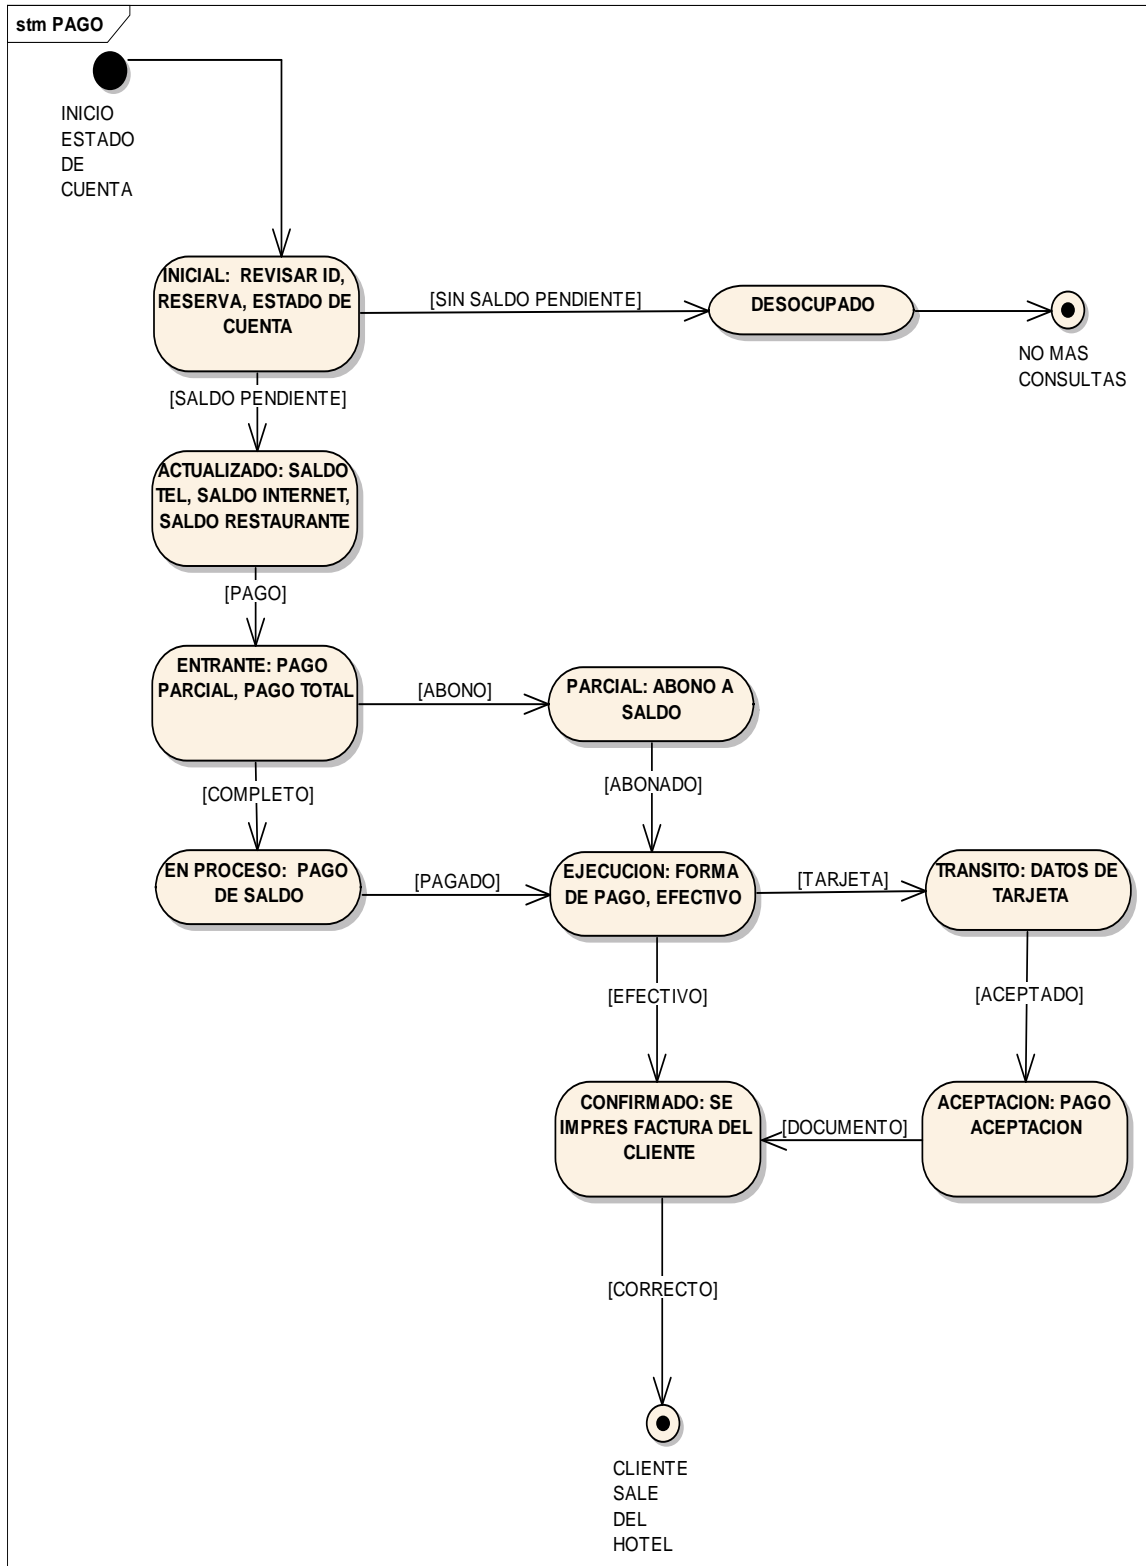 stm PAGO
INICIO
ESTADO
DE
CUENTA
INICIAL: REVISAR ID,
RESERVA, ESTADO DE
CUENTA
[SIN SALDO PENDIENTE]
DESOCUPADO
NO MAS
CONSULTAS
[SALDO PENDIENTE]
ACTUALIZADO: SALDO
TEL, SALDO INTERNET,
SALDO RESTAURANTE
[PAGO]
ENTRANTE: PAGO
PARCIAL, PAGO TOTAL
[ABONO]
PARCIAL: ABONO A
SALDO
[COMPLETO]
[ABONADO]
EN PROCESO: PAGO
DE SALDO
[PAGADO]
EJECUCION: FORMA
DE PAGO, EFECTIVO
[TARJETA]
TRANSITO: DATOS DE
TARJETA
[EFECTIVO]
[ACEPTADO]
CONFIRMADO: SE
IMPRES FACTURA DEL
CLIENTE
[DOCUMENTO]
ACEPTACION: PAGO
ACEPTACION
[CORRECTO]
CLIENTE
SALE
DEL
HOTEL